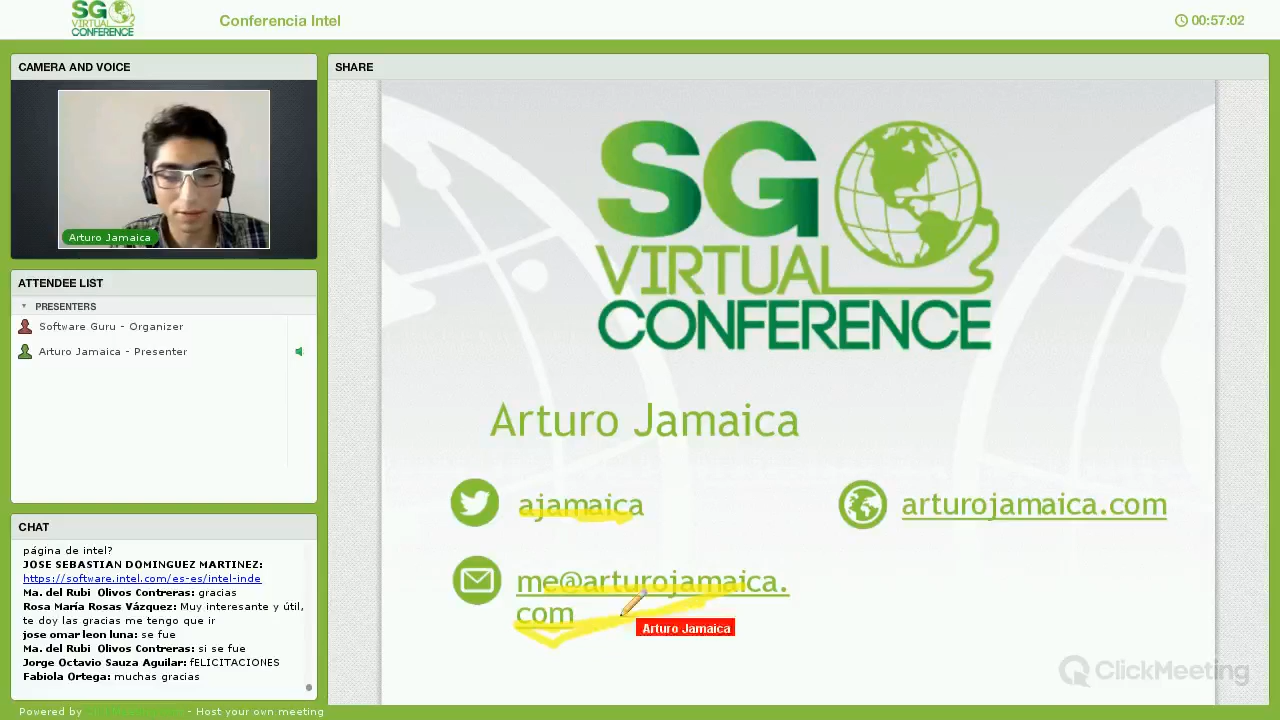 SG
VIRTUAL
CONFERENCE
Conferencia Intel
00:57:02
CAMERA AND VOICE
Arturo Jamaica
ATTENDEE LIST
PRESENTERS
Software Guru - Organizer
Arturo Jamaica - Presenter
CHAT
página de intel?
JOSE SEBASTIAN DOMINGUEZ MARTINEZ:
https://software.intel.com/es-es/intel-inde
Ma. del Rubi Olivos Contreras: gracias
Rosa María Rosas Vázquez: Muy interesante y útil,
te doy las gracias me tengo que ir
jose omar leon luna: se fue
Ma. del Rubi Olivos Contreras: si se fue
Jorge Octavio Sauza Aguilar: fELICITACIONES
Fabiola Ortega: muchas gracias
SHARE
SG
VIRTUAL
CONFERENCE
Arturo Jamaica
ajamaica
arturojamaica.com
me@arturojamaica.
com
Arturo Jamaica
ClickMeeting
Powered by - Host your own meeting